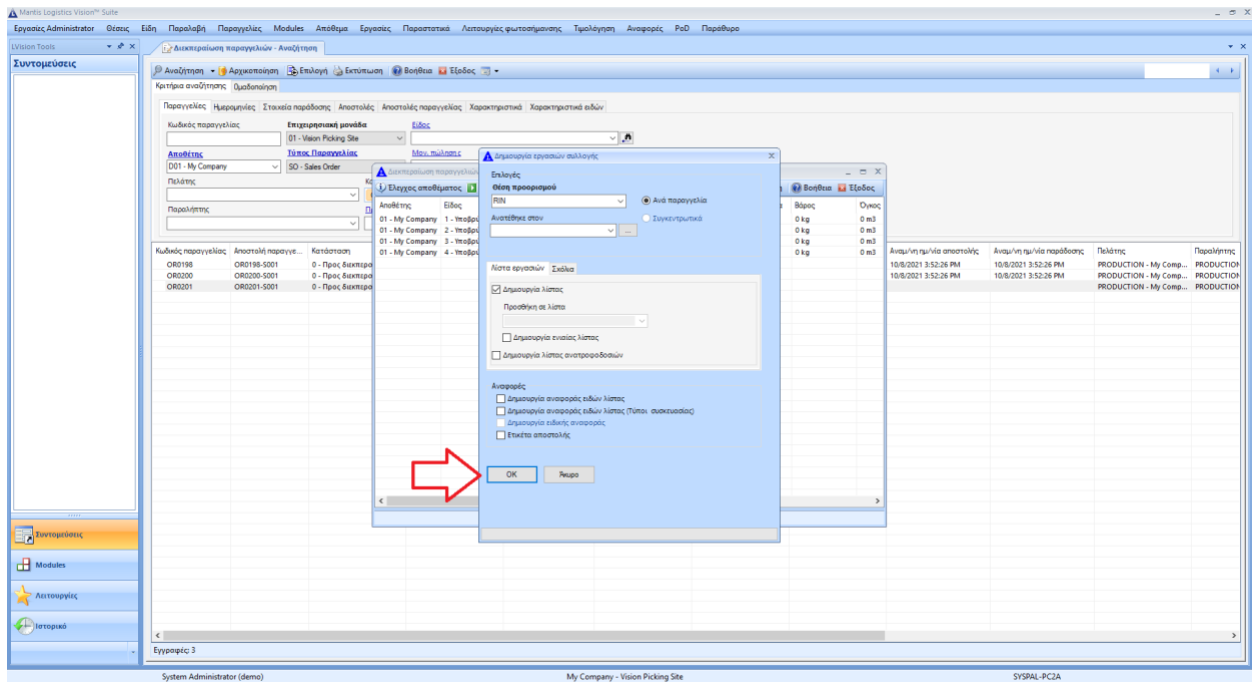 Mantis Logistics Vision™ Suite
Εργασίες Administrator Θέσεις Είδη Παραλαβή Παραγγελίες Modules Απόθεμα Εργασίες Παραστατικά Λειτουργίες φωτοσήμανσης Τιμολόγηση Αναφορές PoD Παράθυρο
LVision Tools
Διεκπεραίωση παραγγελιών - Αναζήτηση
Συντομεύσεις
Αναζήτηση Αρχικοποίηση Επιλογή Εκτύπωση Βοήθεια Έξοδος
Κριτήρια αναζήτησης Ομαδοποίηση
Παραγγελίες Ημερομηνίες Στοιχεία παράδοσης Αποστολές Αποστολές παραγγελίας Χαρακτηριστικά Χαρακτηριστικά ειδών
Κωδικός παραγγελίας Επιχειρησιακή μονάδα Είδος
01 - Vision Picking Site
Αποθέτης Τύπος Παραγγελίας Μον. πώλησης
D01 - My Company SO - Sales Order
Πελάτης
Παραλήπτης
Κωδικός παραγγελίας Αποστολή παραγγε... Κατάσταση Αναμ/νη ημ/νία αποστολής Αναμ/νη ημ/νία παράδοσης Πελάτης Παραλήπτης
OR0198 OR0198-S001 0 - Προς διεκπερα 10/8/2021 3:52:26 PM 10/8/2021 3:52:26 PM PRODUCTION - My Comp... PRODUCTION
OR0200 OR0200-S001 0 - Προς διεκπερα 10/8/2021 3:52:26 PM 10/8/2021 3:52:26 PM PRODUCTION - My Comp... PRODUCTION
OR0201 OR0201-S001 0 - Προς διεκπερα PRODUCTION - My Comp... PRODUCTION
Διεκπεραίωση παραγγελιών
Έλεγχος αποθέματος Βοήθεια Έξοδος
Αποθέτης Είδος Βάρος Όγκος
01 - My Company 1 - Υποβρι 0 kg 0 m3
01 - My Company 2 - Υποβρι 0 kg 0 m3
01 - My Company 3 - Υποβρι 0 kg 0 m3
01 - My Company 4 - Υποβρι 0 kg 0 m3
Δημιουργία εργασιών συλλογής
Επιλογές
Θέση προορισμού
RIN Ανά παραγγελία
Ανατέθηκε στον Συγκεντρωτικά
...
Λίστα εργασιών Σχόλια
Δημιουργία λίστας
Προσθήκη σε λίστα
Δημιουργία ενιαίας λίστας
Δημιουργία λίστας ανατροφοδοσιών
Αναφορές
Δημιουργία αναφοράς ειδών λίστας
Δημιουργία αναφοράς ειδών λίστας (Τύποι συσκευασίας)
Δημιουργία ειδικής αναφοράς
Ετικέτα αποστολής
OK Άκυρο
Συντομεύσεις
Modules
Λειτουργίες
Ιστορικό
Εγγραφές: 3
System Administrator (demo) My Company - Vision Picking Site SYSPAL-PC2A